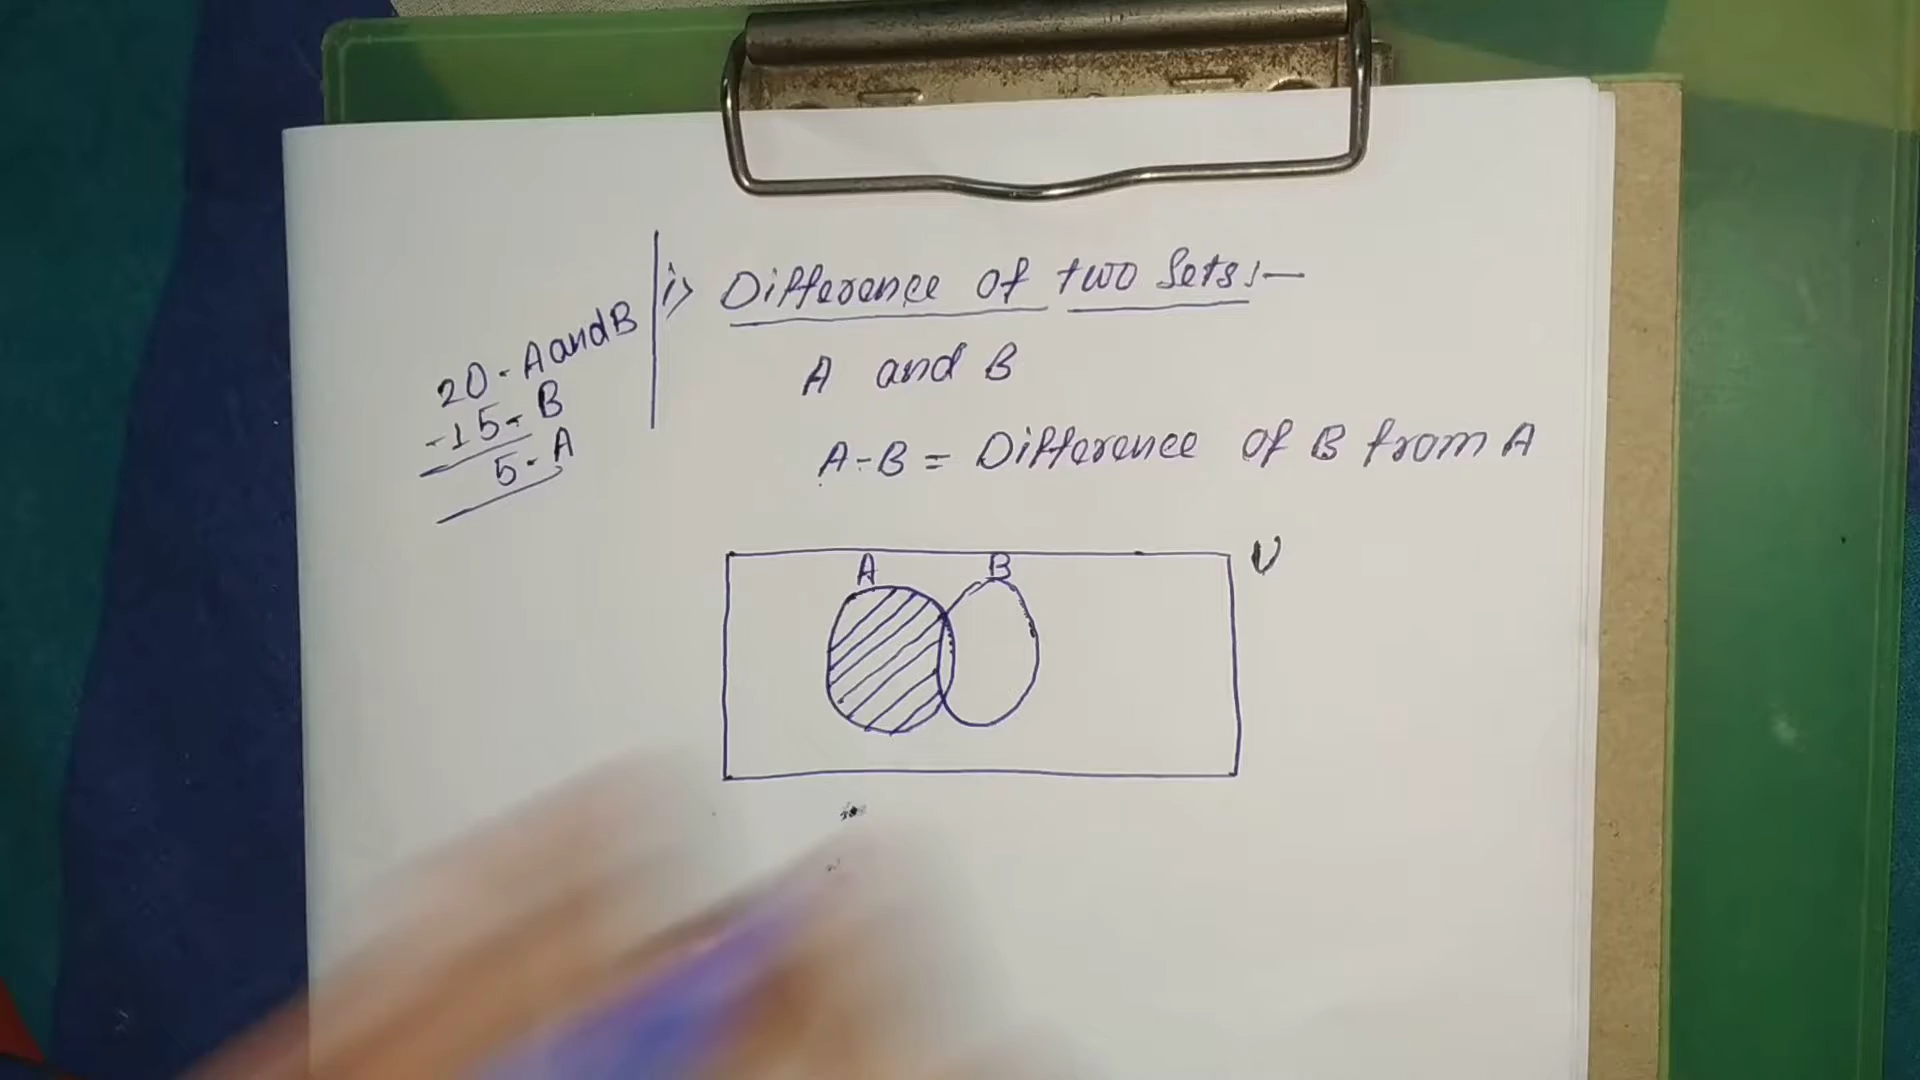 20 - A and B
- 15 - B
5 - A
i> Difference of two Sets :-
A and B
A - B = Difference of B from A
A B U